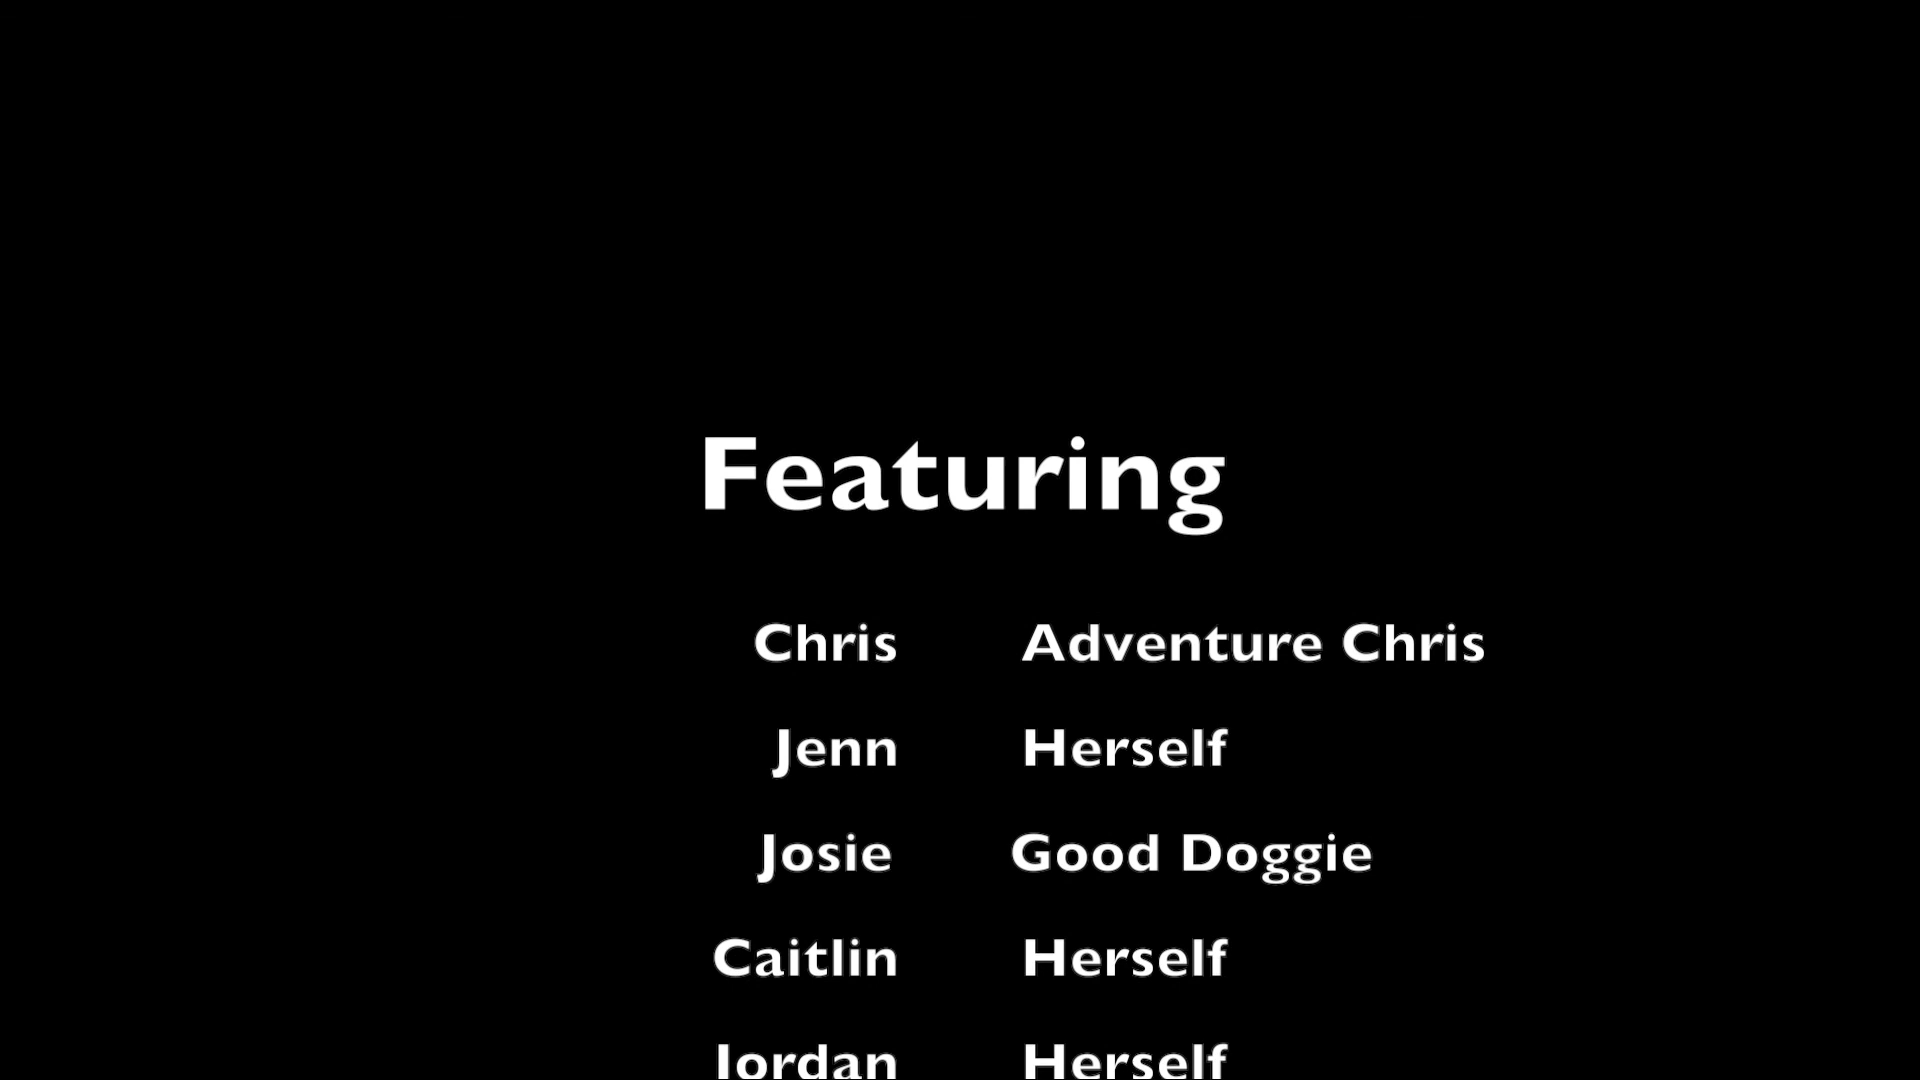 Featuring
Chris Adventure Chris
Jenn Herself
Josie Good Doggie
Caitlin Herself
Jordan Herself